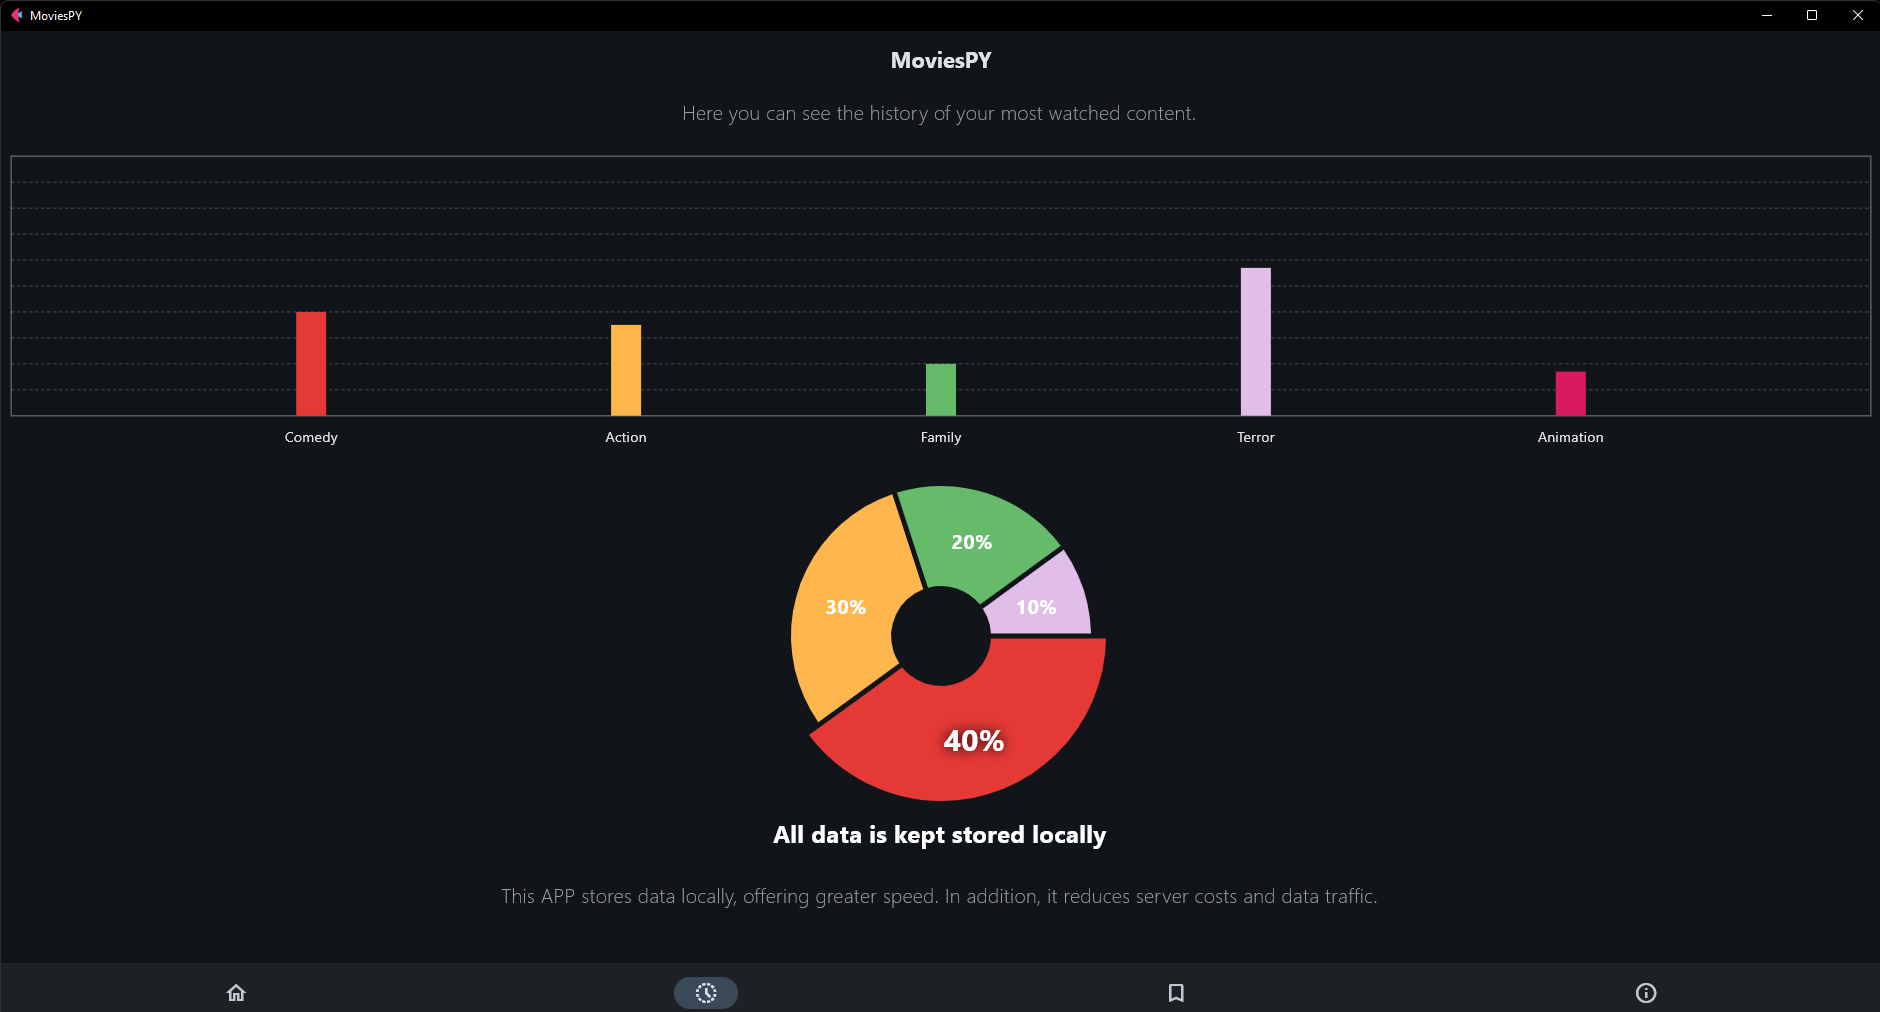 MoviesPY
MoviesPY
Here you can see the history of your most watched content.
Comedy
Action
Family
Terror
Animation
20%
30%
10%
40%
All data is kept stored locally
This APP stores data locally, offering greater speed. In addition, it reduces server costs and data traffic.